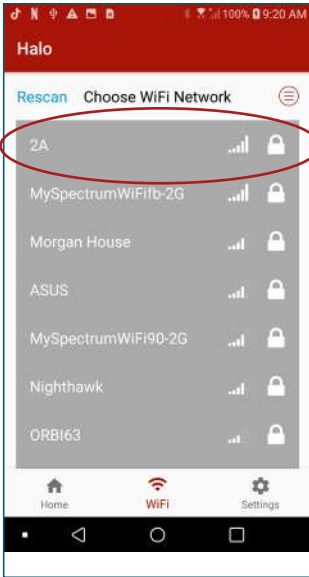 100% 9:20 AM
Halo
Rescan Choose WiFi Network
2A
MySpectrumWiFifb-2G
Morgan House
ASUS
MySpectrumWiFi90-2G
Nighthawk
ORBI63
Home WiFi Settings